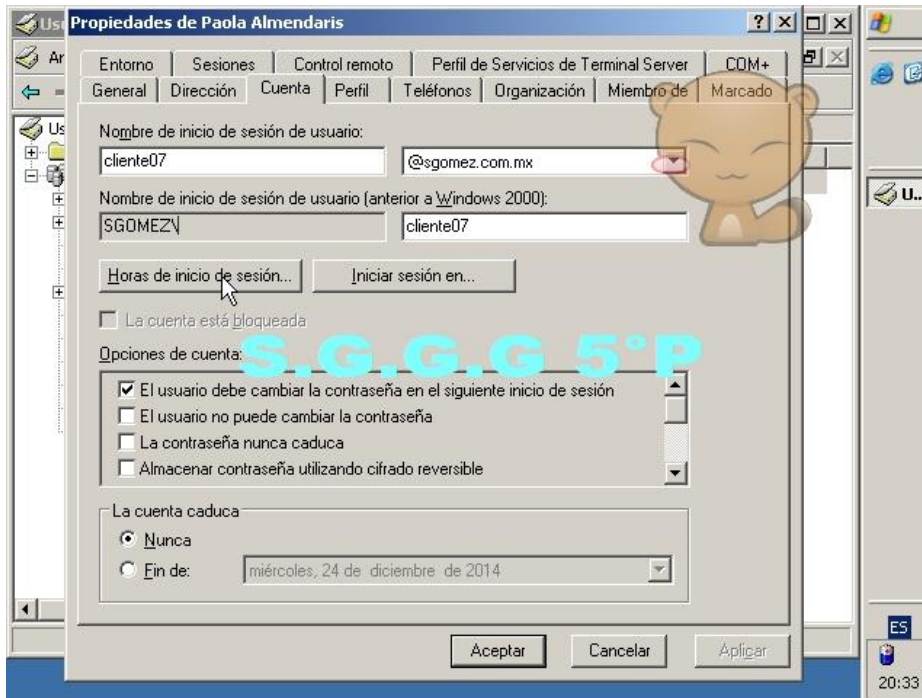 Us
Propiedades de Paola Almendaris
Ar
Entorno Sesiones Control remoto Perfil de Servicios de Terminal Server COM+
General Dirección Cuenta Perfil Teléfonos Organización Miembro de Marcado
Us
Nombre de inicio de sesión de usuario:
cliente07 @sgomez.com.mx
Nombre de inicio de sesión de usuario (anterior a Windows 2000):
SGOMEZ\ cliente07
U...
Horas de inicio de sesión... Iniciar sesión en...
La cuenta está bloqueada
S.G.G.G 5°P
Opciones de cuenta:
El usuario debe cambiar la contraseña en el siguiente inicio de sesión
El usuario no puede cambiar la contraseña
La contraseña nunca caduca
Almacenar contraseña utilizando cifrado reversible
La cuenta caduca
Nunca
Fin de: miércoles, 24 de diciembre de 2014
Aceptar Cancelar Aplicar
ES
20:33